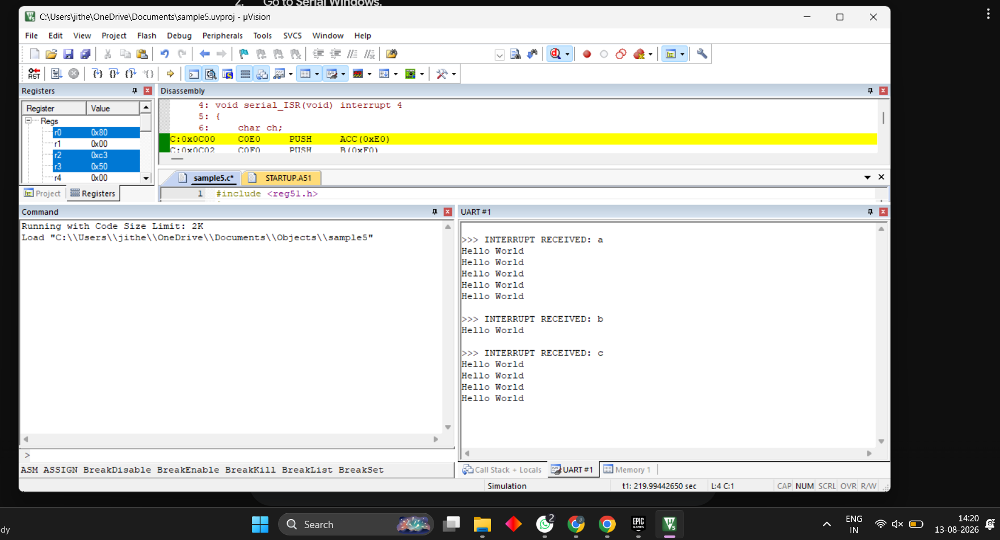 2. Go to Serial Windows.
C:\Users\jithe\OneDrive\Documents\sample5.uvproj - µVision
File Edit View Project Flash Debug Peripherals Tools SVCS Window Help
RST
Registers
Register Value
Regs
r0 0x80
r1 0x00
r2 0xc3
r3 0x50
r4 0x00
Project Registers
Disassembly
4: void serial_ISR(void) interrupt 4
5: {
6: char ch;
C:0x0C00 C0E0 PUSH ACC(0xE0)
C:0x0C02 C0F0 PUSH B(0xF0)
sample5.c* STARTUP.A51
1 #include <reg51.h>
Command
Running with Code Size Limit: 2K
Load "C:\\Users\\jithe\\OneDrive\\Documents\\Objects\\sample5"
>
ASM ASSIGN BreakDisable BreakEnable BreakKill BreakList BreakSet
UART #1
>>> INTERRUPT RECEIVED: a
Hello World
Hello World
Hello World
Hello World
Hello World
>>> INTERRUPT RECEIVED: b
Hello World
>>> INTERRUPT RECEIVED: c
Hello World
Hello World
Hello World
Hello World
Call Stack + Locals UART #1 Memory 1
Simulation t1: 219.99442650 sec L:4 C:1 CAP NUM SCRL OVR R/W
dy
Search
2
J
EPIC
GAMES
5
ENG
IN
14:20
13-08-2026